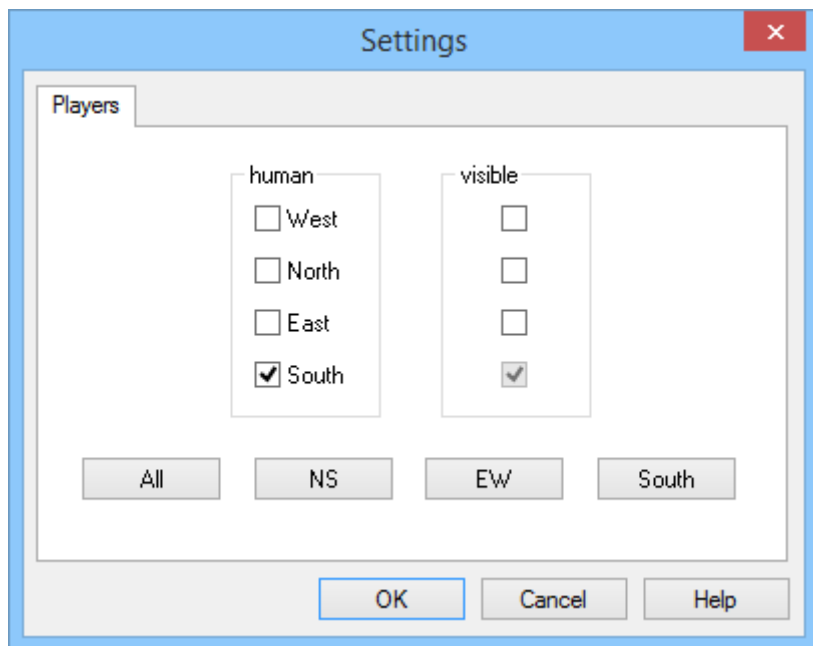 Settings
Players
human visible
West
North
East
South
All NS EW South
OK Cancel Help